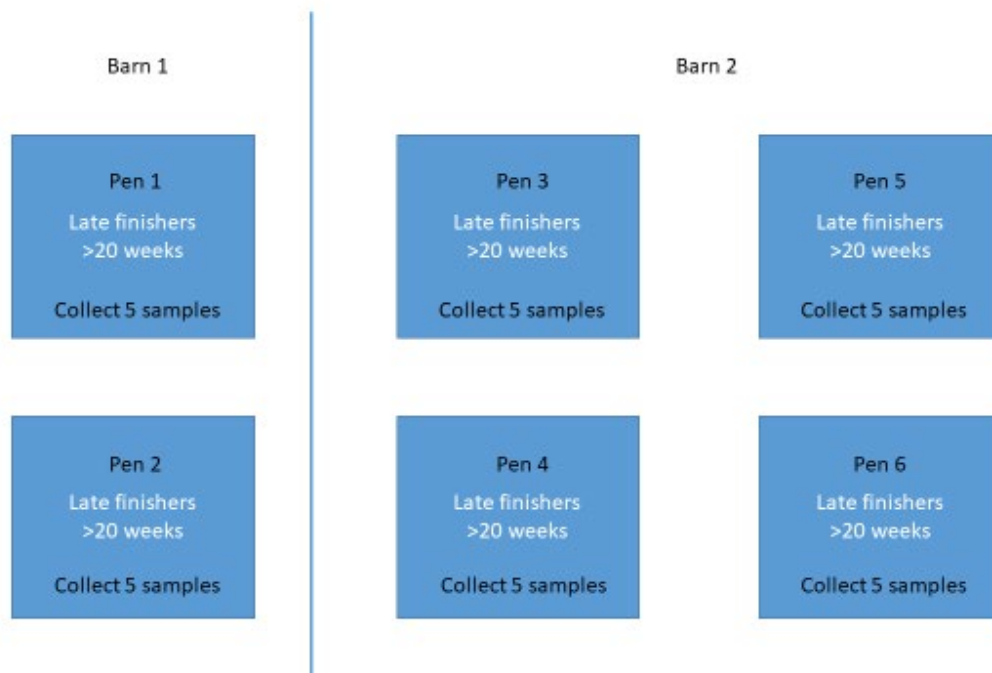 Barn 1
Barn 2
Pen 1
Late finishers
>20 weeks
Collect 5 samples
Pen 3
Late finishers
>20 weeks
Collect 5 samples
Pen 5
Late finishers
>20 weeks
Collect 5 samples
Pen 2
Late finishers
>20 weeks
Collect 5 samples
Pen 4
Late finishers
>20 weeks
Collect 5 samples
Pen 6
Late finishers
>20 weeks
Collect 5 samples